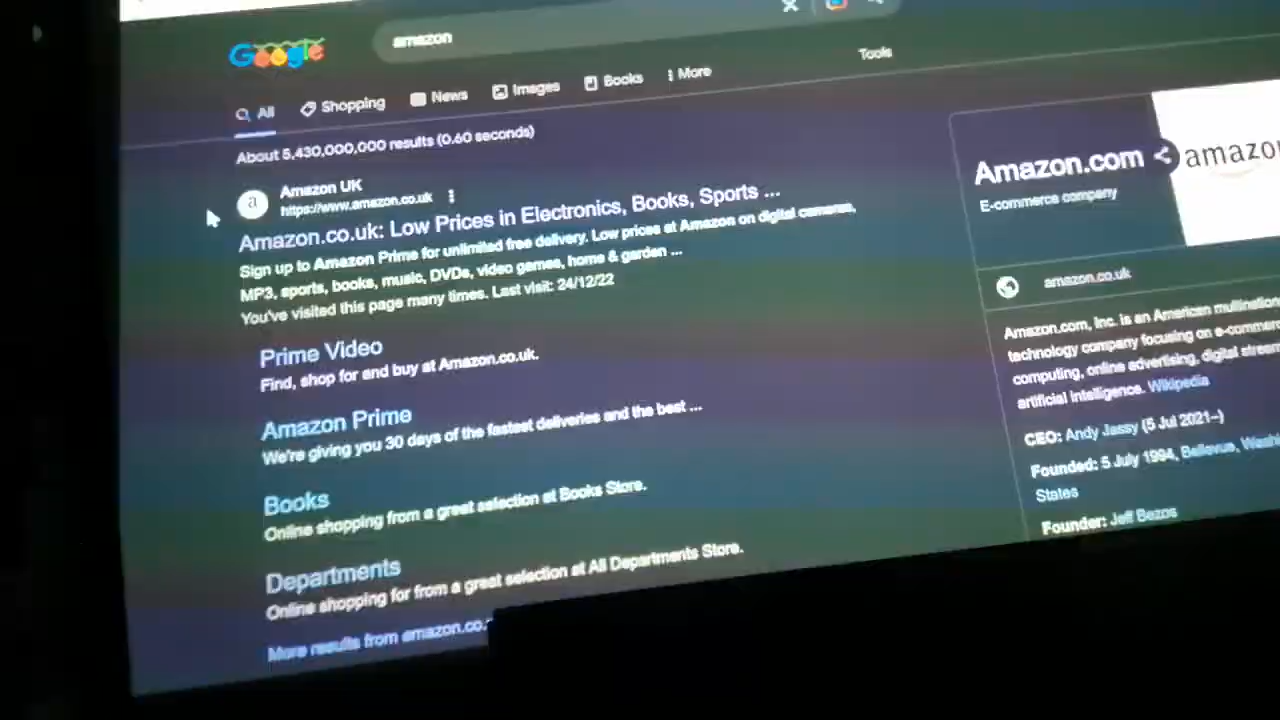 Google
amazon
All
Shopping
News
Images
Books
More
Tools
About 5,430,000,000 results (0.60 seconds)
a
Amazon UK
https://www.amazon.co.uk
Amazon.co.uk: Low Prices in Electronics, Books, Sports ...
Sign up to Amazon Prime for unlimited free delivery. Low prices at Amazon on digital cameras,
MP3, sports, books, music, DVDs, video games, home & garden ...
You've visited this page many times. Last visit: 24/12/22
Prime Video
Find, shop for and buy at Amazon.co.uk.
Amazon Prime
We're giving you 30 days of the fastest deliveries and the best ...
Books
Online shopping from a great selection at Books Store.
Departments
Online shopping for from a great selection at All Departments Store.
More results from amazon.co.
Amazon.com
E-commerce company
amazo
amazon.co.uk
Amazon.com, Inc. is an American multination
technology company focusing on e-commer
computing, online advertising, digital stream
artificial intelligence. Wikipedia
CEO: Andy Jassy (5 Jul 2021–)
Founded: 5 July 1994, Bellevue, Wash
States
Founder: Jeff Bezos